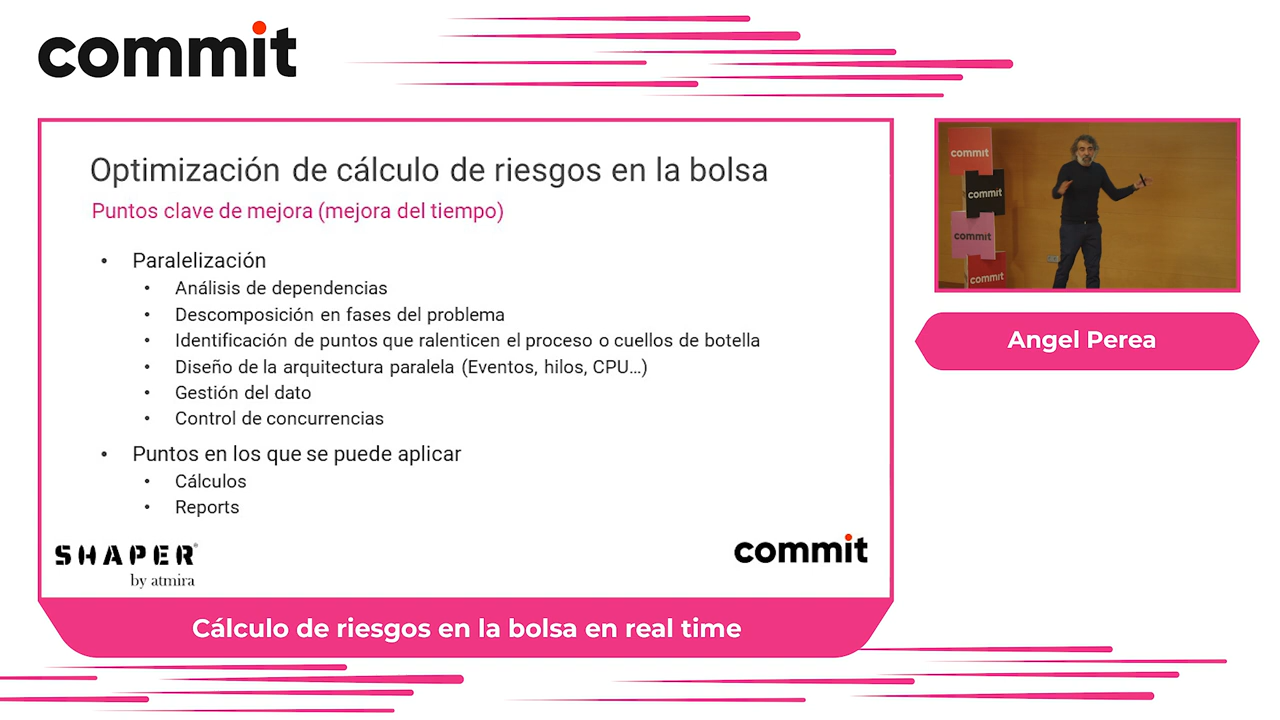 commit
Optimización de cálculo de riesgos en la bolsa
Puntos clave de mejora (mejora del tiempo)
• Paralelización
• Análisis de dependencias
• Descomposición en fases del problema
• Identificación de puntos que ralenticen el proceso o cuellos de botella
• Diseño de la arquitectura paralela (Eventos, hilos, CPU...)
• Gestión del dato
• Control de concurrencias
• Puntos en los que se puede aplicar
• Cálculos
• Reports
SHAPER®
by atmira
commit
Cálculo de riesgos en la bolsa en real time
commit
commit
commit
commit
Angel Perea